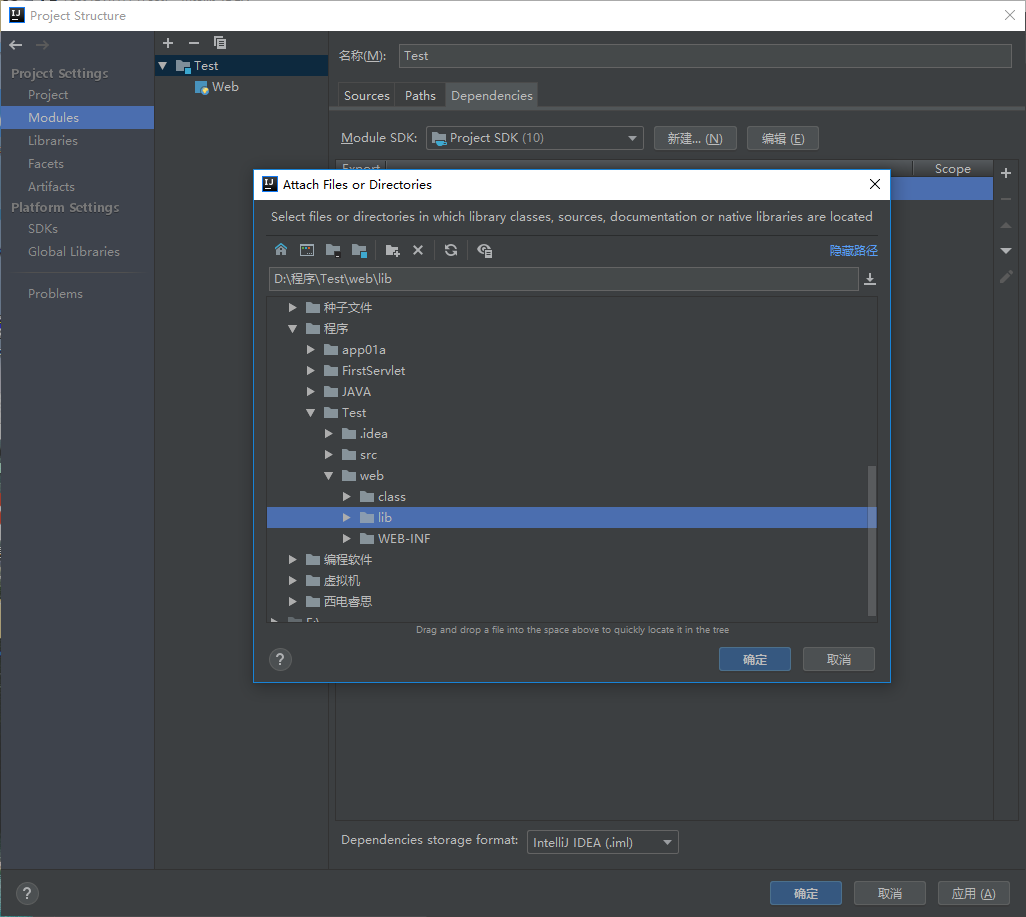 Project Structure
Project Settings
Project
Modules
Libraries
Facets
Artifacts
Platform Settings
SDKs
Global Libraries
Problems
Test
Web
名称(M):
Test
Sources
Paths
Dependencies
Module SDK:
Project SDK (10)
新建... (N)
编辑 (E)
Export
Scope
Attach Files or Directories
Select files or directories in which library classes, sources, documentation or native libraries are located
隐藏路径
D:\程序\Test\web\lib
种子文件
程序
app01a
FirstServlet
JAVA
Test
.idea
src
web
class
lib
WEB-INF
编程软件
虚拟机
西电睿思
Drag and drop a file into the space above to quickly locate it in the tree
?
确定
取消
Dependencies storage format:
IntelliJ IDEA (.iml)
?
确定
取消
应用 (A)